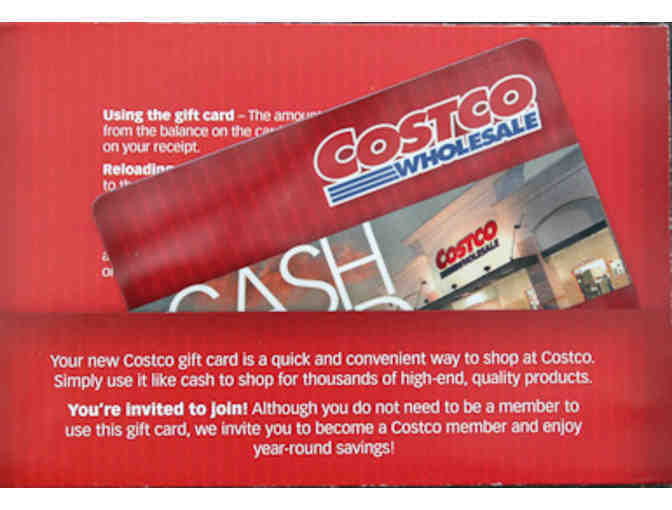 Using the gift card – The amount
from the balance on the
on your receipt.
Reloading
to
COSTCO
WHOLESALE
COSTCO
WHOLESALE
CASH
Your new Costco gift card is a quick and convenient way to shop at Costco.
Simply use it like cash to shop for thousands of high-end, quality products.
You're invited to join! Although you do not need to be a member to
use this gift card, we invite you to become a Costco member and enjoy
year-round savings!